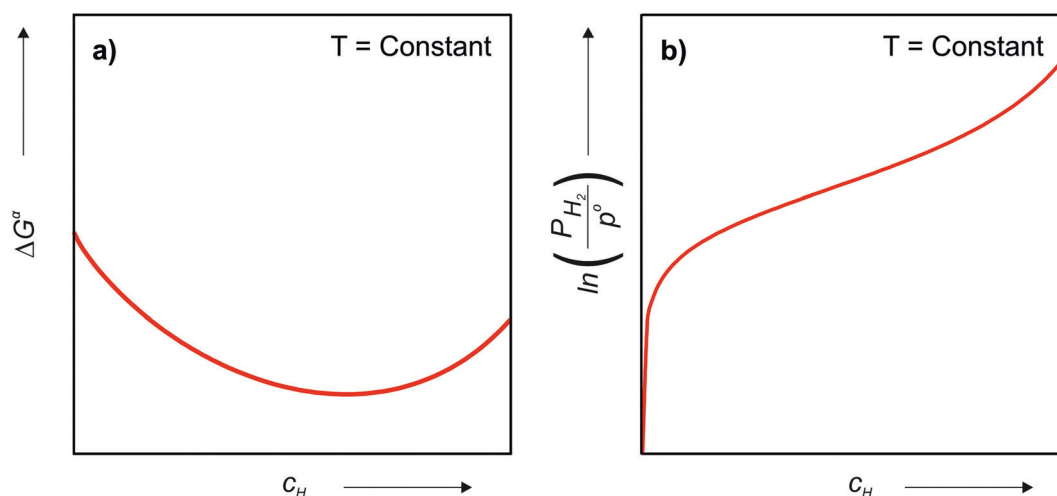 a)
T = Constant
ΔG^α
c_H
b)
T = Constant
ln(P_H₂/p^o)
c_H